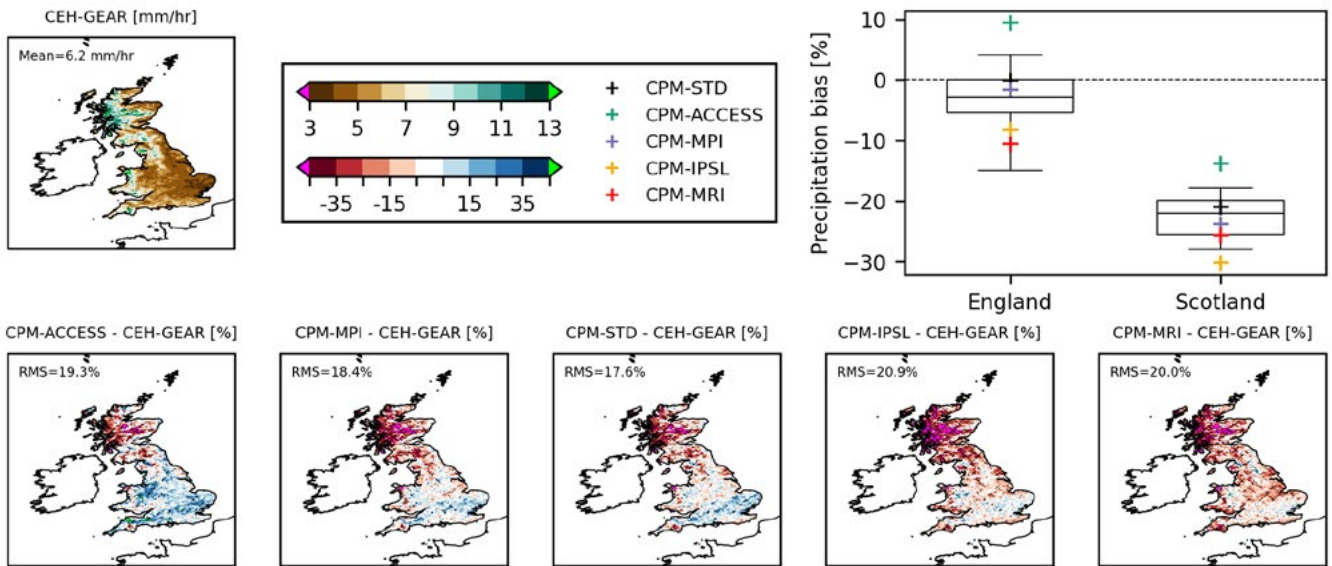 CEH-GEAR [mm/hr]
Mean=6.2 mm/hr
3 5 7 9 11 13
-35 -15 15 35
CPM-STD
CPM-ACCESS
CPM-MPI
CPM-IPSL
CPM-MRI
Precipitation bias [%]
10
0
−10
−20
−30
England Scotland
CPM-ACCESS - CEH-GEAR [%]
RMS=19.3%
CPM-MPI - CEH-GEAR [%]
RMS=18.4%
CPM-STD - CEH-GEAR [%]
RMS=17.6%
CPM-IPSL - CEH-GEAR [%]
RMS=20.9%
CPM-MRI - CEH-GEAR [%]
RMS=20.0%